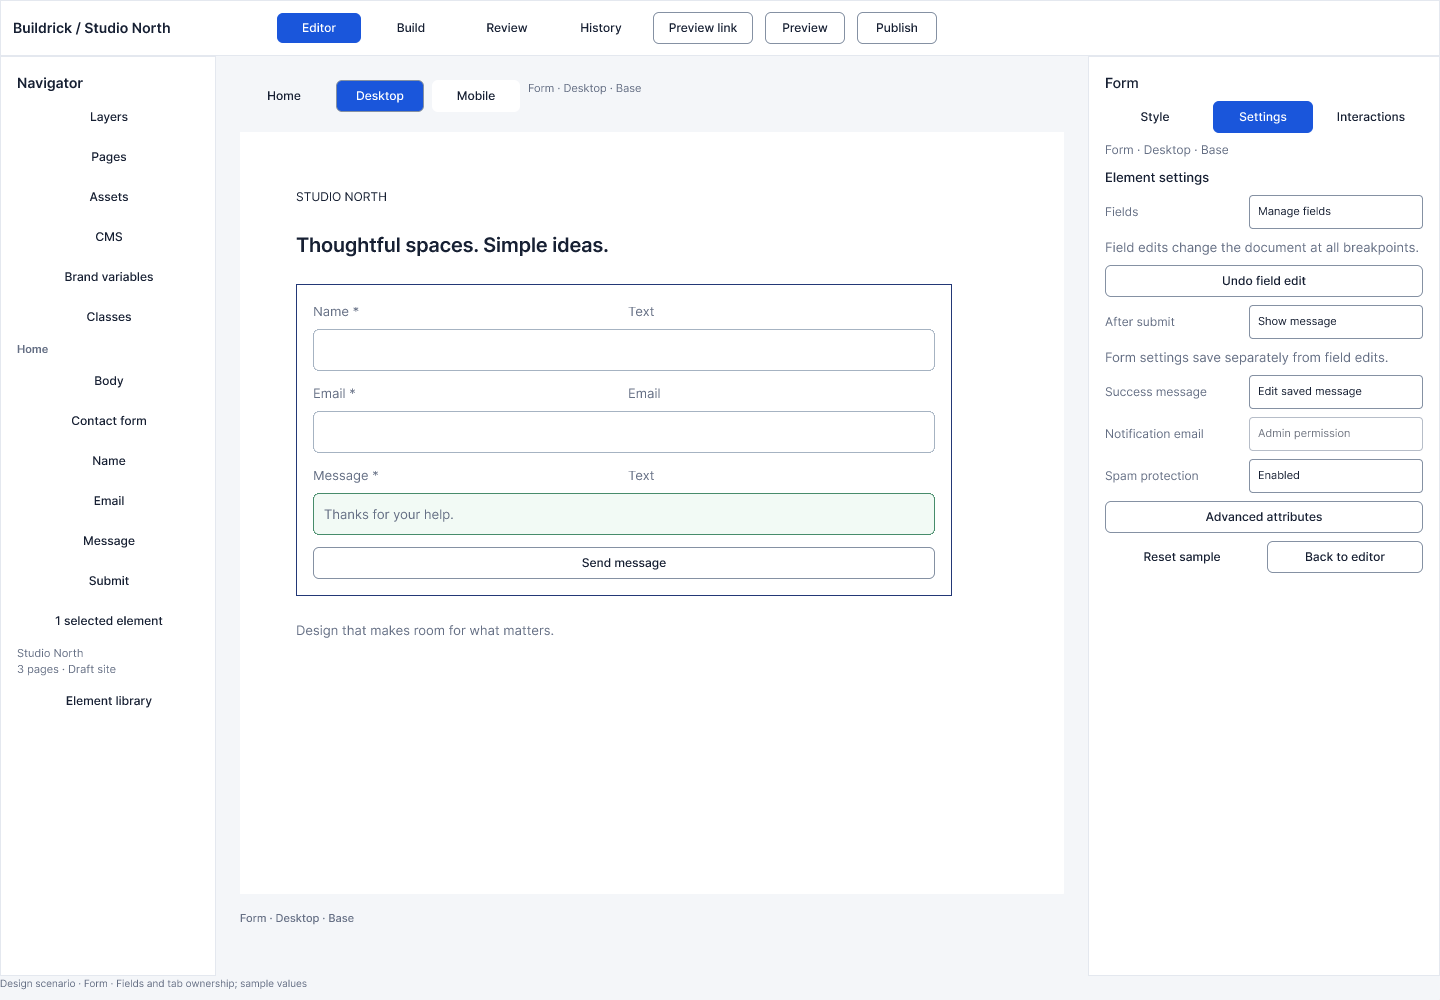 Buildrick / Studio North
Editor
Build
Review
History
Preview link
Preview
Publish
Navigator
Layers
Pages
Assets
CMS
Brand variables
Classes
Home
Body
Contact form
Name
Email
Message
Submit
1 selected element
Studio North
3 pages · Draft site
Element library
Home
Desktop
Mobile
Form · Desktop · Base
STUDIO NORTH
Thoughtful spaces. Simple ideas.
Name *
Text
Email *
Email
Message *
Text
Thanks for your help.
Send message
Design that makes room for what matters.
Form · Desktop · Base
Form
Style
Settings
Interactions
Form · Desktop · Base
Element settings
Fields
Manage fields
Field edits change the document at all breakpoints.
Undo field edit
After submit
Show message
Form settings save separately from field edits.
Success message
Edit saved message
Notification email
Admin permission
Spam protection
Enabled
Advanced attributes
Reset sample
Back to editor
Design scenario · Form · Fields and tab ownership; sample values